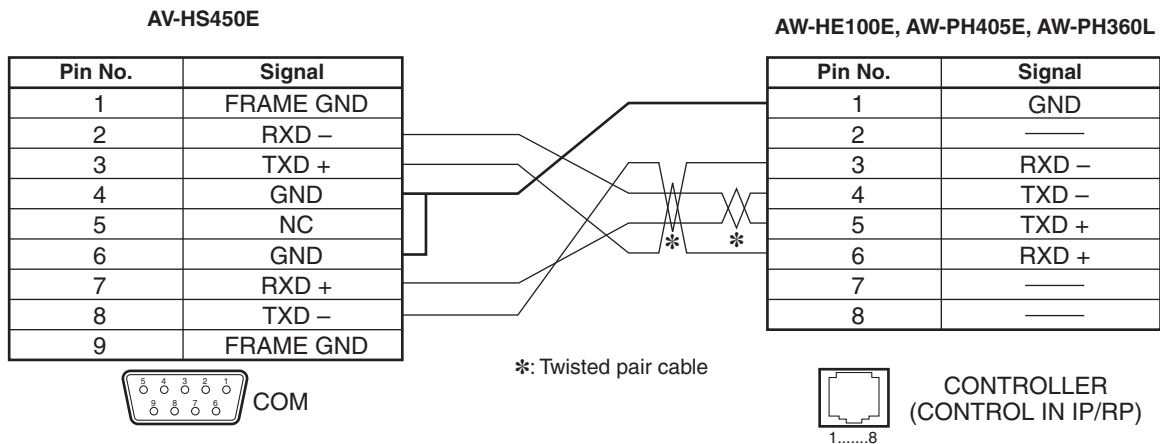 AV-HS450E
Pin No. Signal
1 FRAME GND
2 RXD –
3 TXD +
4 GND
5 NC
6 GND
7 RXD +
8 TXD –
9 FRAME GND
5 4 3 2 1
9 8 7 6
COM
AW-HE100E, AW-PH405E, AW-PH360L
Pin No. Signal
1 GND
2 ——
3 RXD –
4 TXD –
5 TXD +
6 RXD +
7 ——
8 ——
✻ ✻
✻: Twisted pair cable
1.......8
CONTROLLER
(CONTROL IN IP/RP)